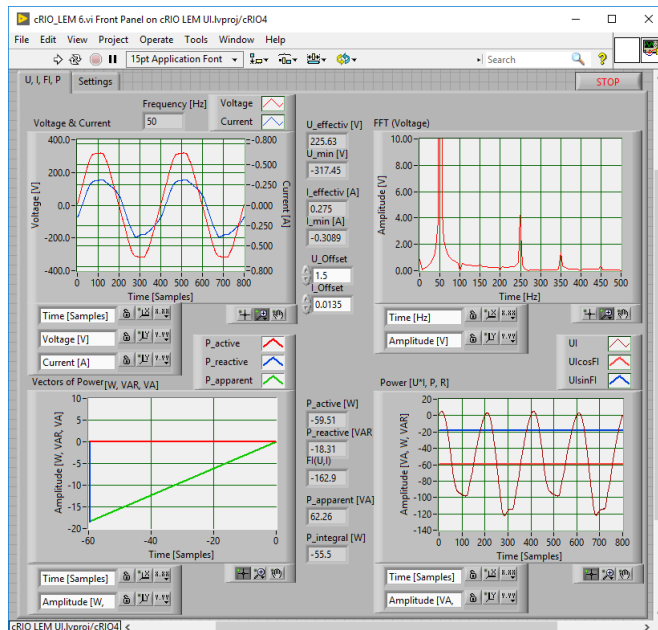 cRIO_LEM 6.vi Front Panel on cRIO LEM UI.lvproj/cRIO4
File Edit View Project Operate Tools Window Help
15pt Application Font
Search
U, I, FI, P Settings
STOP
Frequency [Hz]
50
Voltage
Current
Voltage & Current
400.0
200.0
0.0
-200.0
-400.0
Voltage [V]
-0.800
-0.500
-0.250
0.000
0.250
0.500
0.800
Current [A]
0 100 200 300 400 500 600 700 800
Time [Samples]
Time [Samples]
Voltage [V]
Current [A]
U_effectiv [V]
225.63
U_min [V]
-317.45
I_effectiv [A]
0.275
I_min [A]
-0.3089
U_Offset
1.5
I_Offset
0.0135
FFT (Voltage)
10.00
8.00
6.00
4.00
2.00
0.00
Amplitude [V]
0 50 100 150 200 250 300 350 400 450 500
Time [Hz]
Time [Hz]
Amplitude [V]
P_active
P_reactive
P_apparent
Vectors of Power [W, VAR, VA]
10
5
0
-5
-10
-15
-20
Amplitude [W, VAR, VA]
-60 -40 -20 0
Time [Samples]
Time [Samples]
Amplitude [W,
P_active [W]
-59.51
P_reactive [VAR
-18.31
FI(U,I)
-162.9
P_apparent [VA]
62.26
P_integral [W]
-55.5
UI
UIcosFI
UIsinFI
Power [U*I, P, R]
20
0
-20
-40
-60
-80
-100
-120
-140
Amplitude [VA, W, VAR]
0 100 200 300 400 500 600 700 800
Time [Samples]
Time [Samples]
Amplitude [VA,
cRIO LEM UI.lvproj/cRIO4